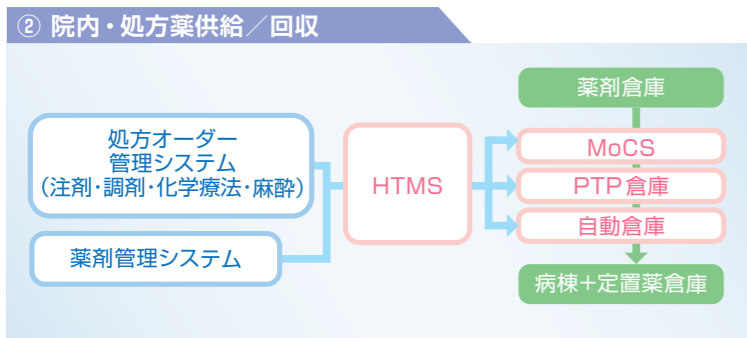 ② 院内・処方薬供給／回収
処方オーダー
管理システム
（注剤・調剤・化学療法・麻酔）
薬剤管理システム
HTMS
薬剤倉庫
MoCS
PTP倉庫
自動倉庫
病棟+定置薬倉庫